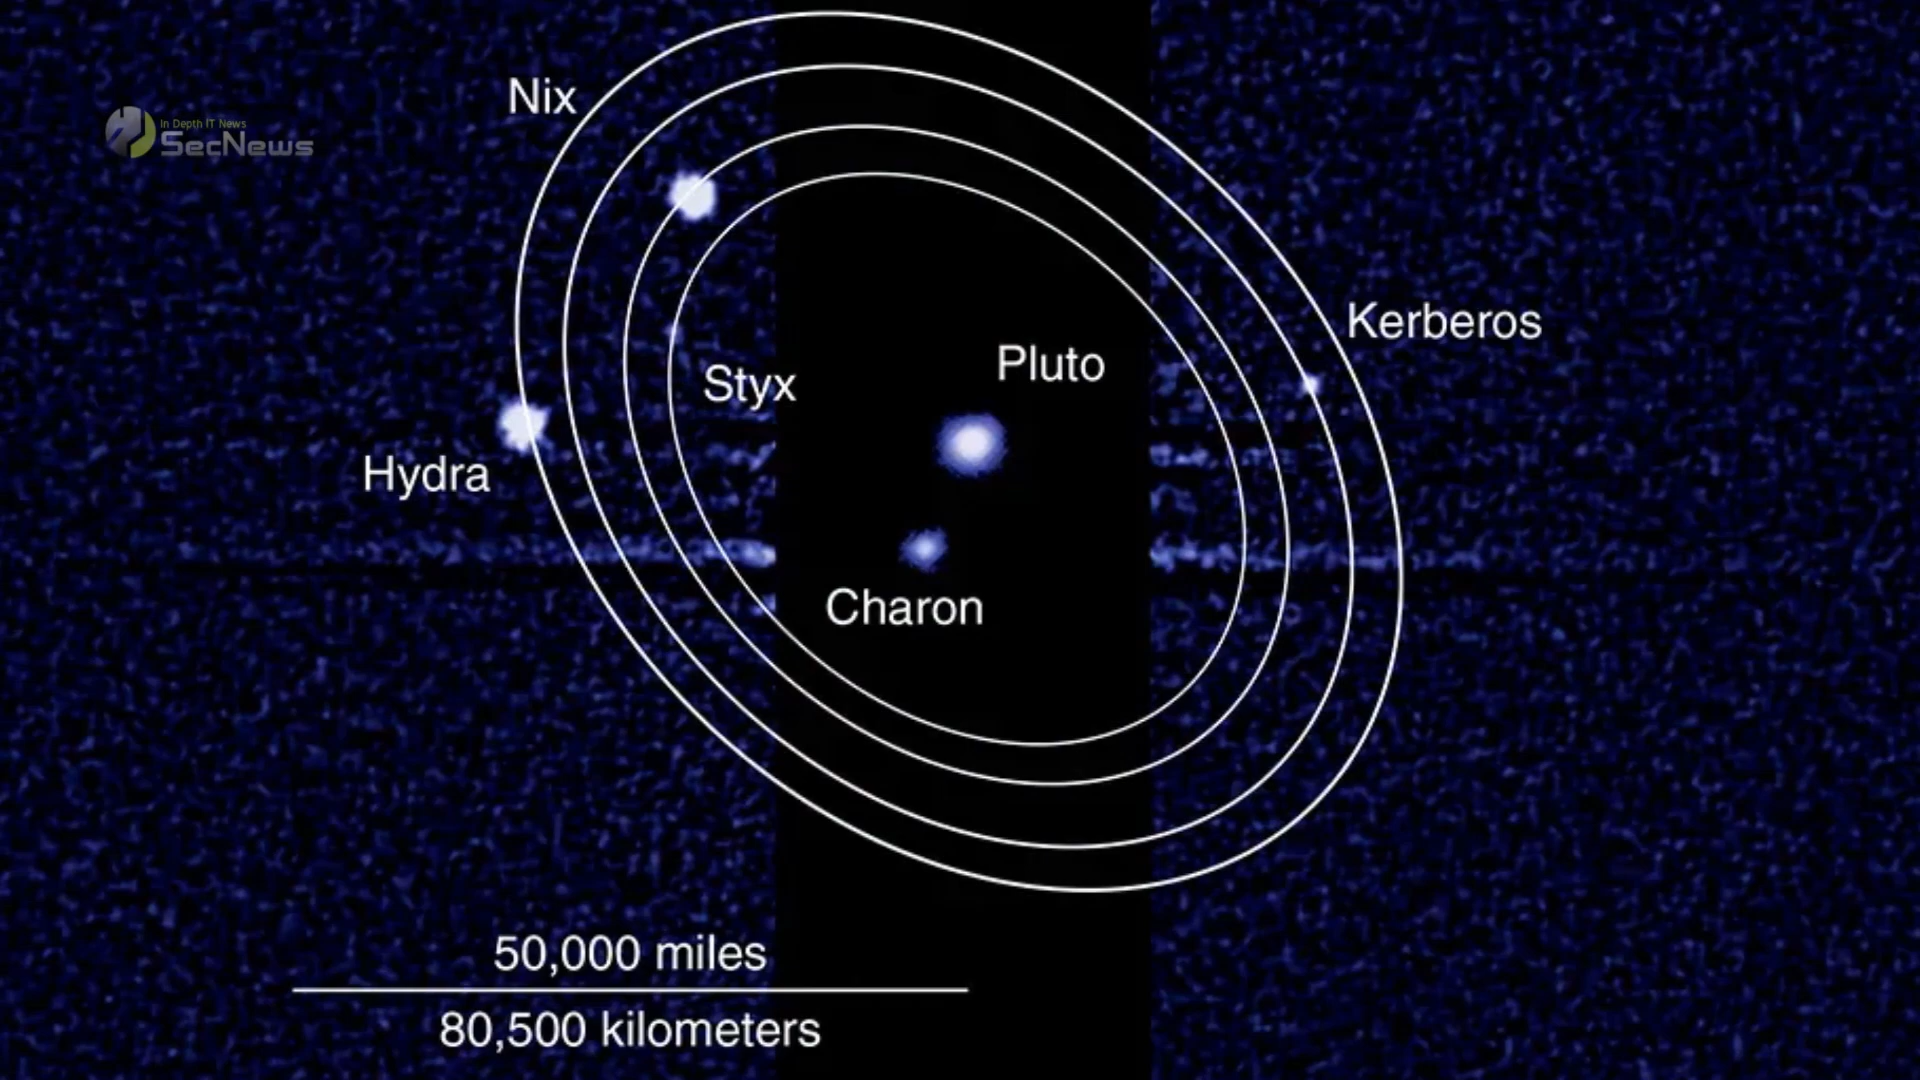 Nix
In Depth IT News
SecNews
Kerberos
Pluto
Styx
Hydra
Charon
50,000 miles
80,500 kilometers